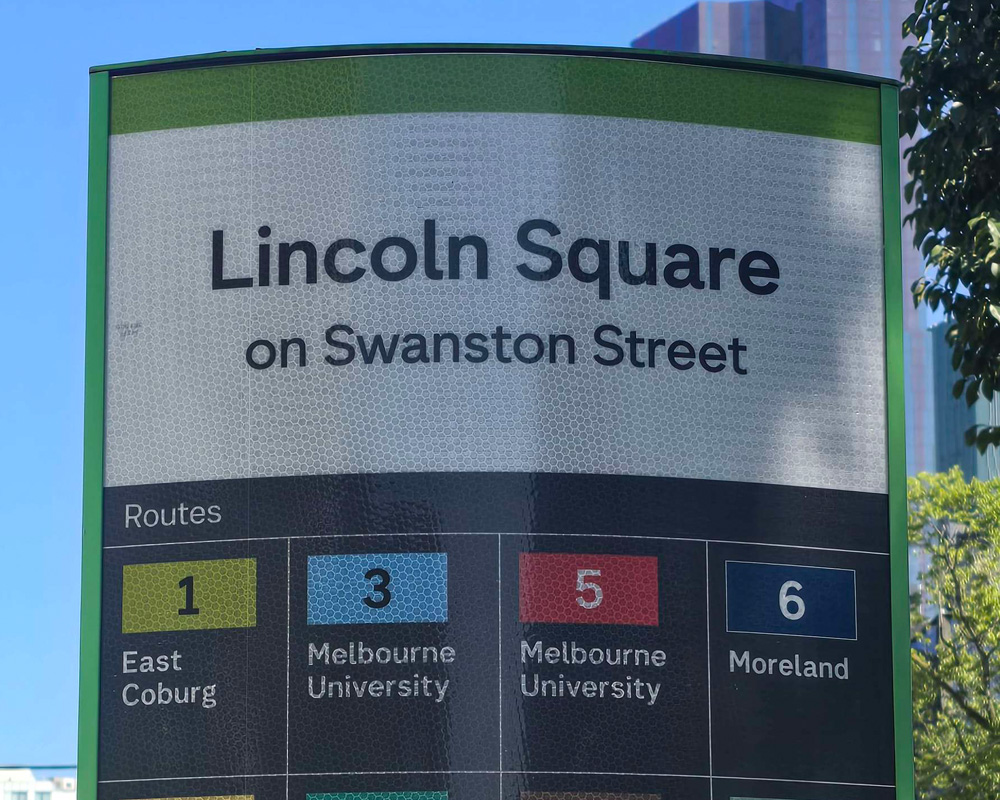 Lincoln Square
on Swanston Street
Routes
1
East
Coburg
3
Melbourne
University
5
Melbourne
University
6
Moreland